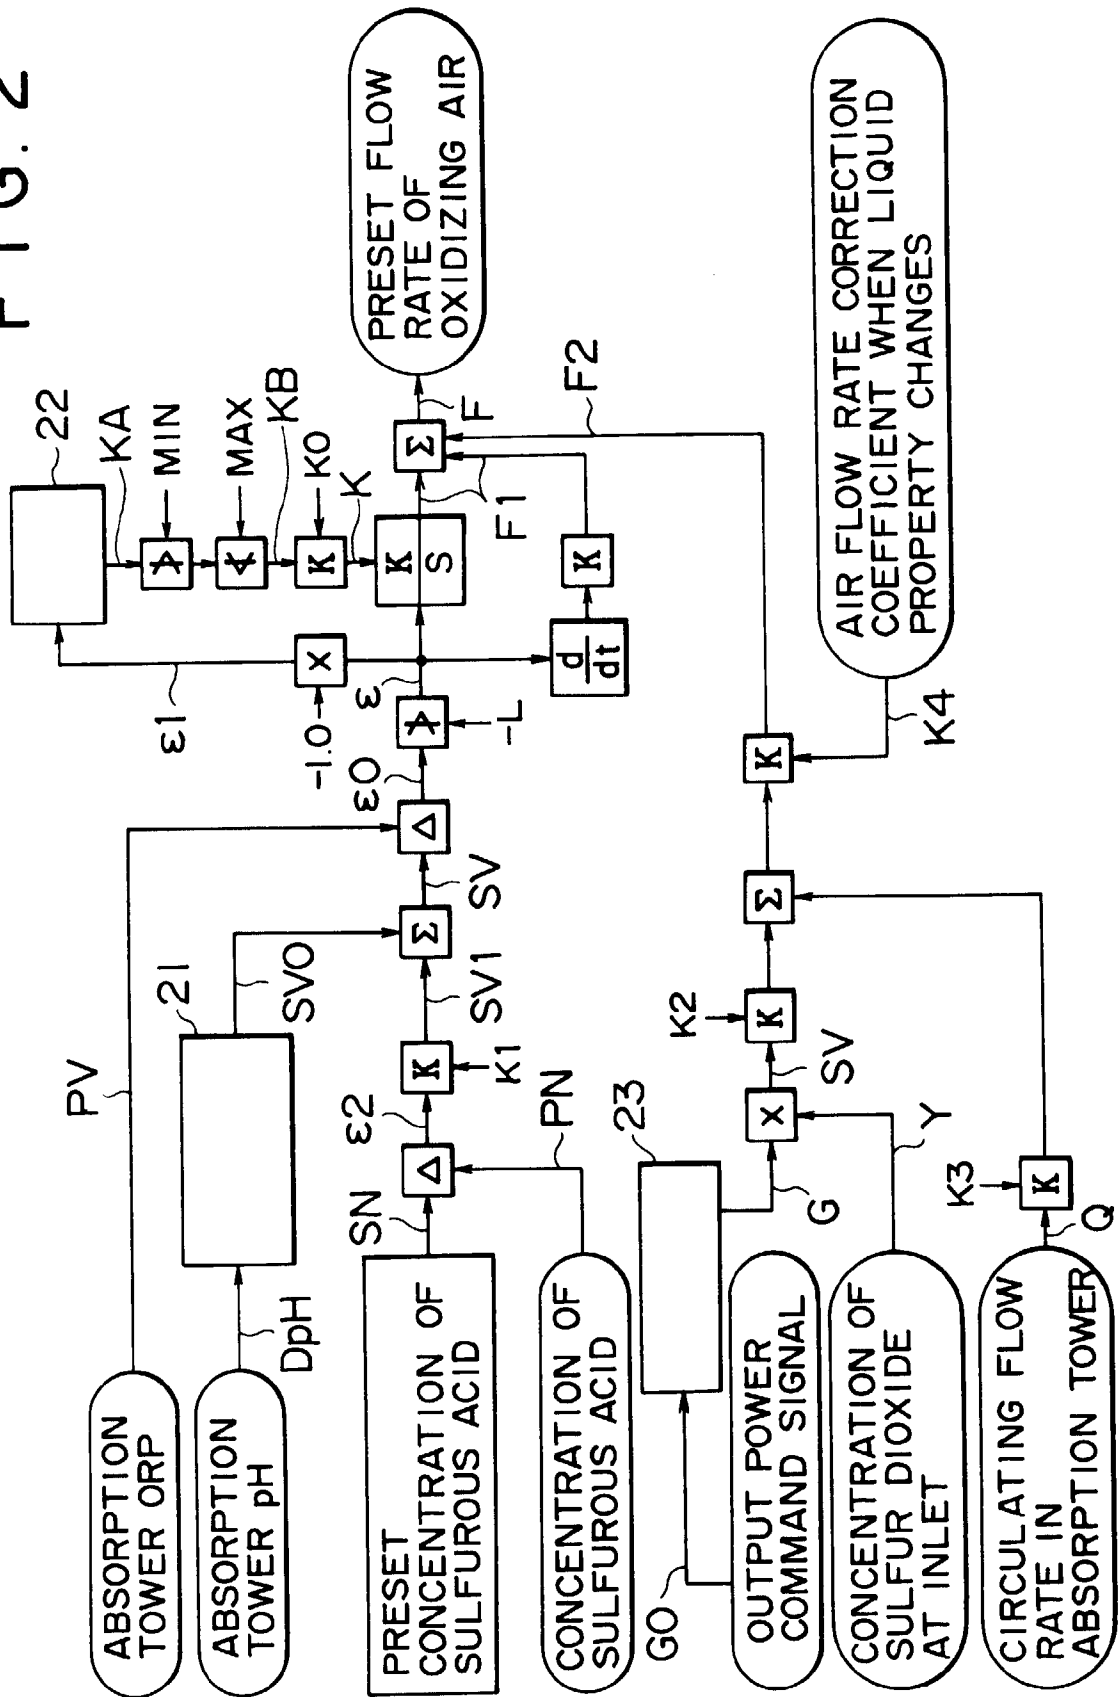 FIG. 2
ABSORPTION
TOWER ORP
PV
ABSORPTION
TOWER pH
DpH
21
SV0
PRESET
CONCENTRATION OF
SULFUROUS ACID
SN
Δ
ε2
K
K1
SV1
Σ
SV
Δ
ε0
-L
ε
X
-1.0
ε1
22
KA
MIN
MAX
KB
K
K0
K
K
S
F1
d
dt
K
Σ
F
PRESET FLOW
RATE OF
OXIDIZING AIR
F2
CONCENTRATION OF
SULFUROUS ACID
PN
OUTPUT POWER
COMMAND SIGNAL
G0
23
G
X
SV
K2
K
Σ
K
K4
CONCENTRATION OF
SULFUR DIOXIDE
AT INLET
Y
CIRCULATING FLOW
RATE IN
ABSORPTION TOWER
Q
K3
K
AIR FLOW RATE CORRECTION
COEFFICIENT WHEN LIQUID
PROPERTY CHANGES